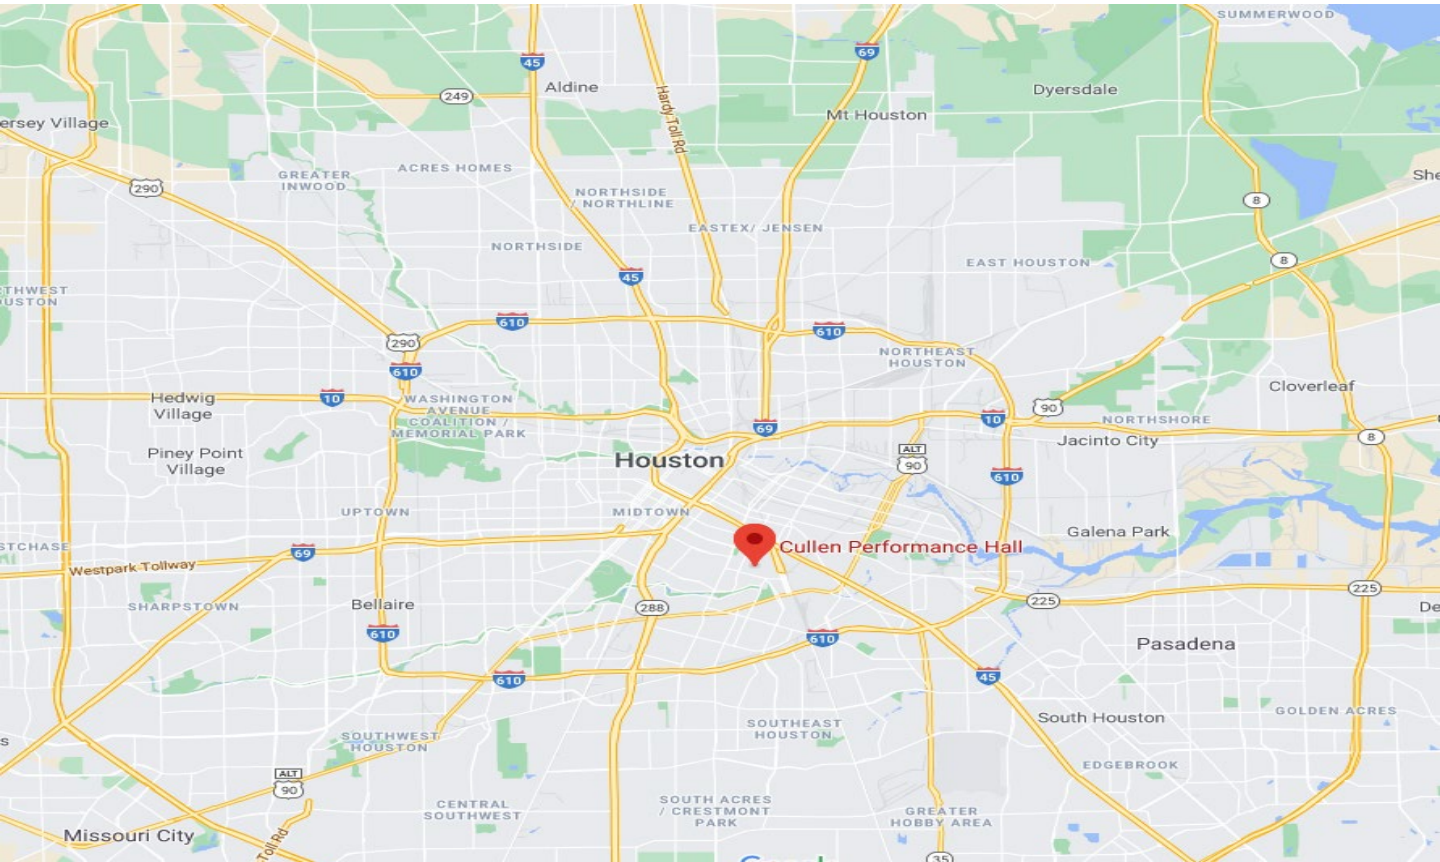 SUMMERWOOD
69
45
Aldine
249
Dyersdale
Hardy Toll Rd
Mt Houston
ersey Village
ACRES HOMES
GREATER
INWOOD
She
290
NORTHSIDE
/ NORTHLINE
8
EASTEX/ JENSEN
NORTHSIDE
8
EAST HOUSTON
45
THWEST
OUSTON
610
610
290
NORTHEAST
HOUSTON
610
Cloverleaf
10
Hedwig
Village
WASHINGTON
AVENUE
COALITION /
MEMORIAL PARK
90
10
NORTHSHORE
69
8
Jacinto City
Piney Point
Village
Houston
ALT
90
610
UPTOWN
MIDTOWN
Galena Park
STCHASE
69
Cullen Performance Hall
Westpark Tollway
225
SHARPSTOWN
Bellaire
288
225
De
610
610
Pasadena
610
45
GOLDEN ACRES
South Houston
SOUTHEAST
HOUSTON
SOUTHWEST
HOUSTON
s
EDGEBROOK
ALT
90
CENTRAL
SOUTHWEST
SOUTH ACRES
/ CRESTMONT
PARK
GREATER
HOBBY AREA
Missouri City
Toll Rd
35